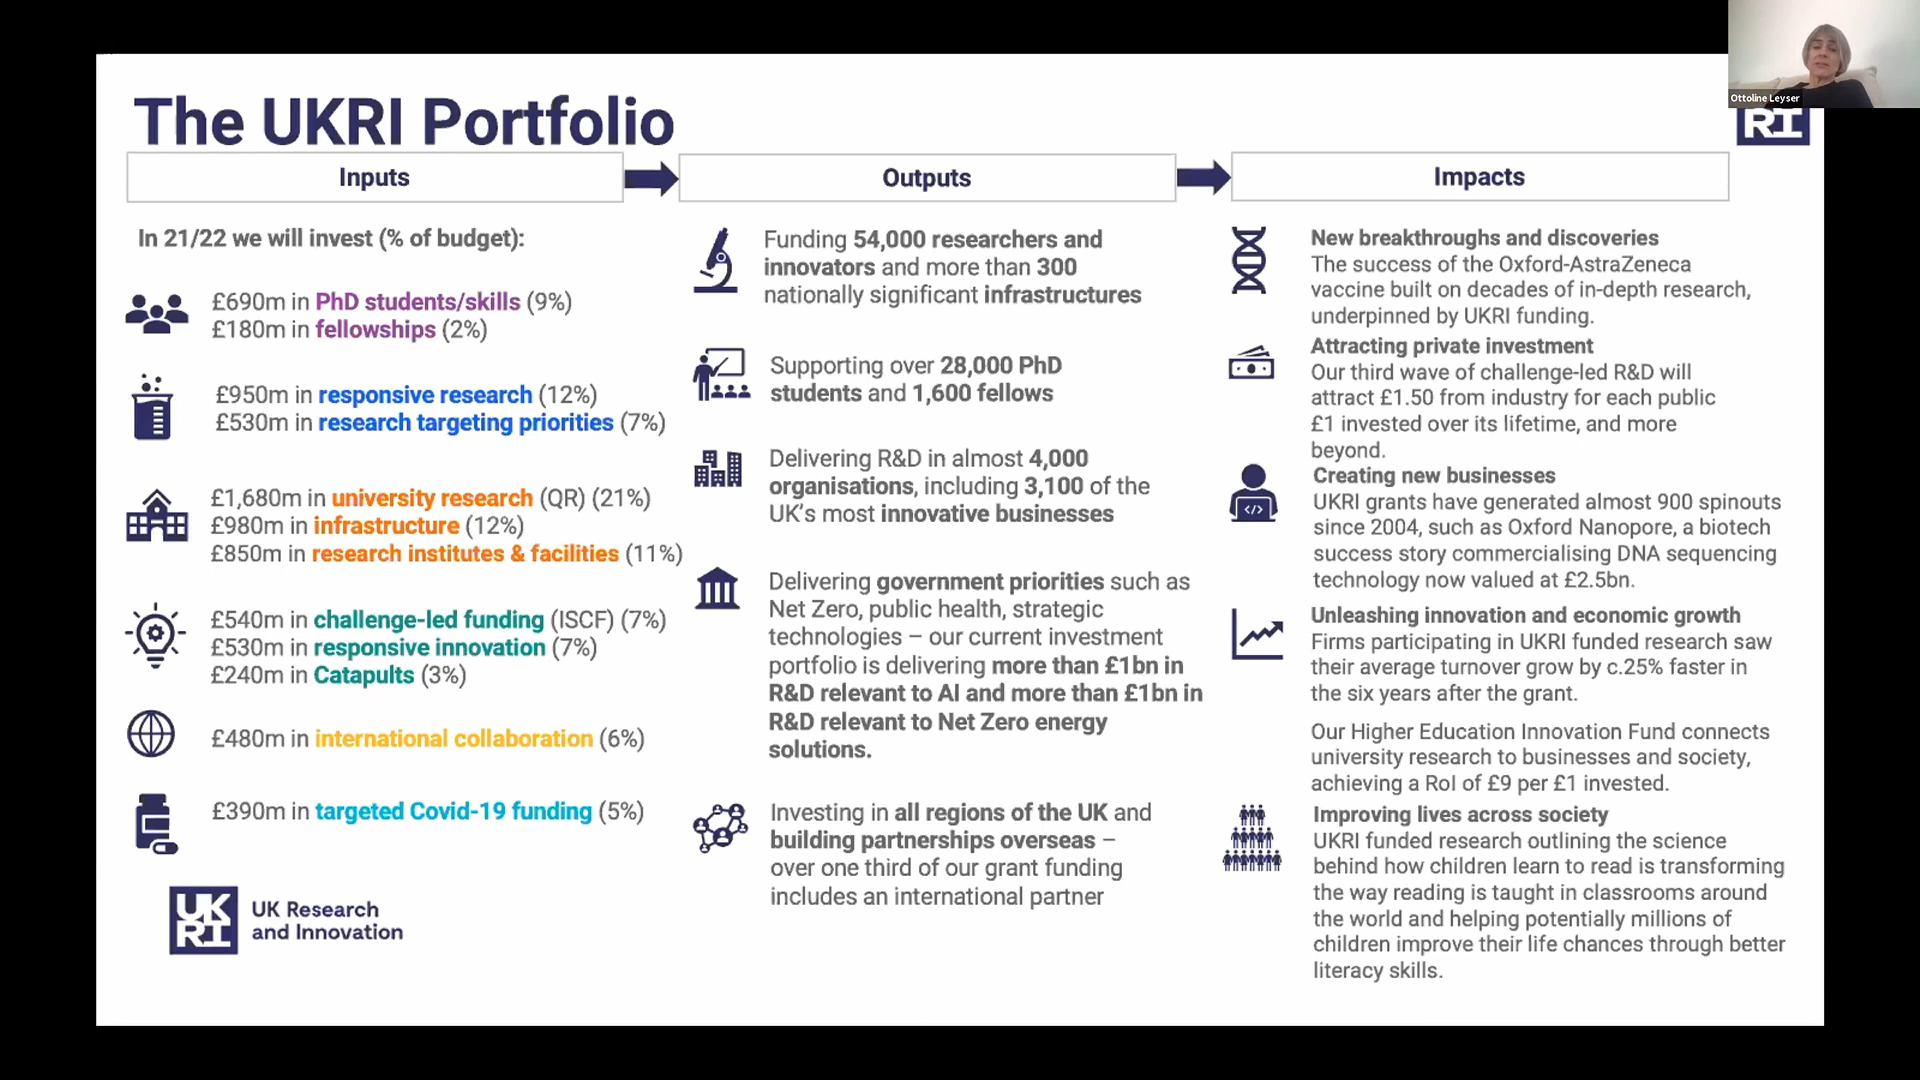 The UKRI Portfolio
Ottoline Leyser
RI
Inputs
Outputs
Impacts
In 21/22 we will invest (% of budget):
£690m in PhD students/skills (9%)
£180m in fellowships (2%)
£950m in responsive research (12%)
£530m in research targeting priorities (7%)
£1,680m in university research (QR) (21%)
£980m in infrastructure (12%)
£850m in research institutes & facilities (11%)
£540m in challenge-led funding (ISCF) (7%)
£530m in responsive innovation (7%)
£240m in Catapults (3%)
£480m in international collaboration (6%)
£390m in targeted Covid-19 funding (5%)
UK
RI
UK Research
and Innovation
Funding 54,000 researchers and
innovators and more than 300
nationally significant infrastructures
Supporting over 28,000 PhD
students and 1,600 fellows
Delivering R&D in almost 4,000
organisations, including 3,100 of the
UK's most innovative businesses
Delivering government priorities such as
Net Zero, public health, strategic
technologies – our current investment
portfolio is delivering more than £1bn in
R&D relevant to AI and more than £1bn in
R&D relevant to Net Zero energy
solutions.
Investing in all regions of the UK and
building partnerships overseas –
over one third of our grant funding
includes an international partner
New breakthroughs and discoveries
The success of the Oxford-AstraZeneca
vaccine built on decades of in-depth research,
underpinned by UKRI funding.
Attracting private investment
Our third wave of challenge-led R&D will
attract £1.50 from industry for each public
£1 invested over its lifetime, and more
beyond.
Creating new businesses
UKRI grants have generated almost 900 spinouts
since 2004, such as Oxford Nanopore, a biotech
success story commercialising DNA sequencing
technology now valued at £2.5bn.
Unleashing innovation and economic growth
Firms participating in UKRI funded research saw
their average turnover grow by c.25% faster in
the six years after the grant.
Our Higher Education Innovation Fund connects
university research to businesses and society,
achieving a RoI of £9 per £1 invested.
Improving lives across society
UKRI funded research outlining the science
behind how children learn to read is transforming
the way reading is taught in classrooms around
the world and helping potentially millions of
children improve their life chances through better
literacy skills.